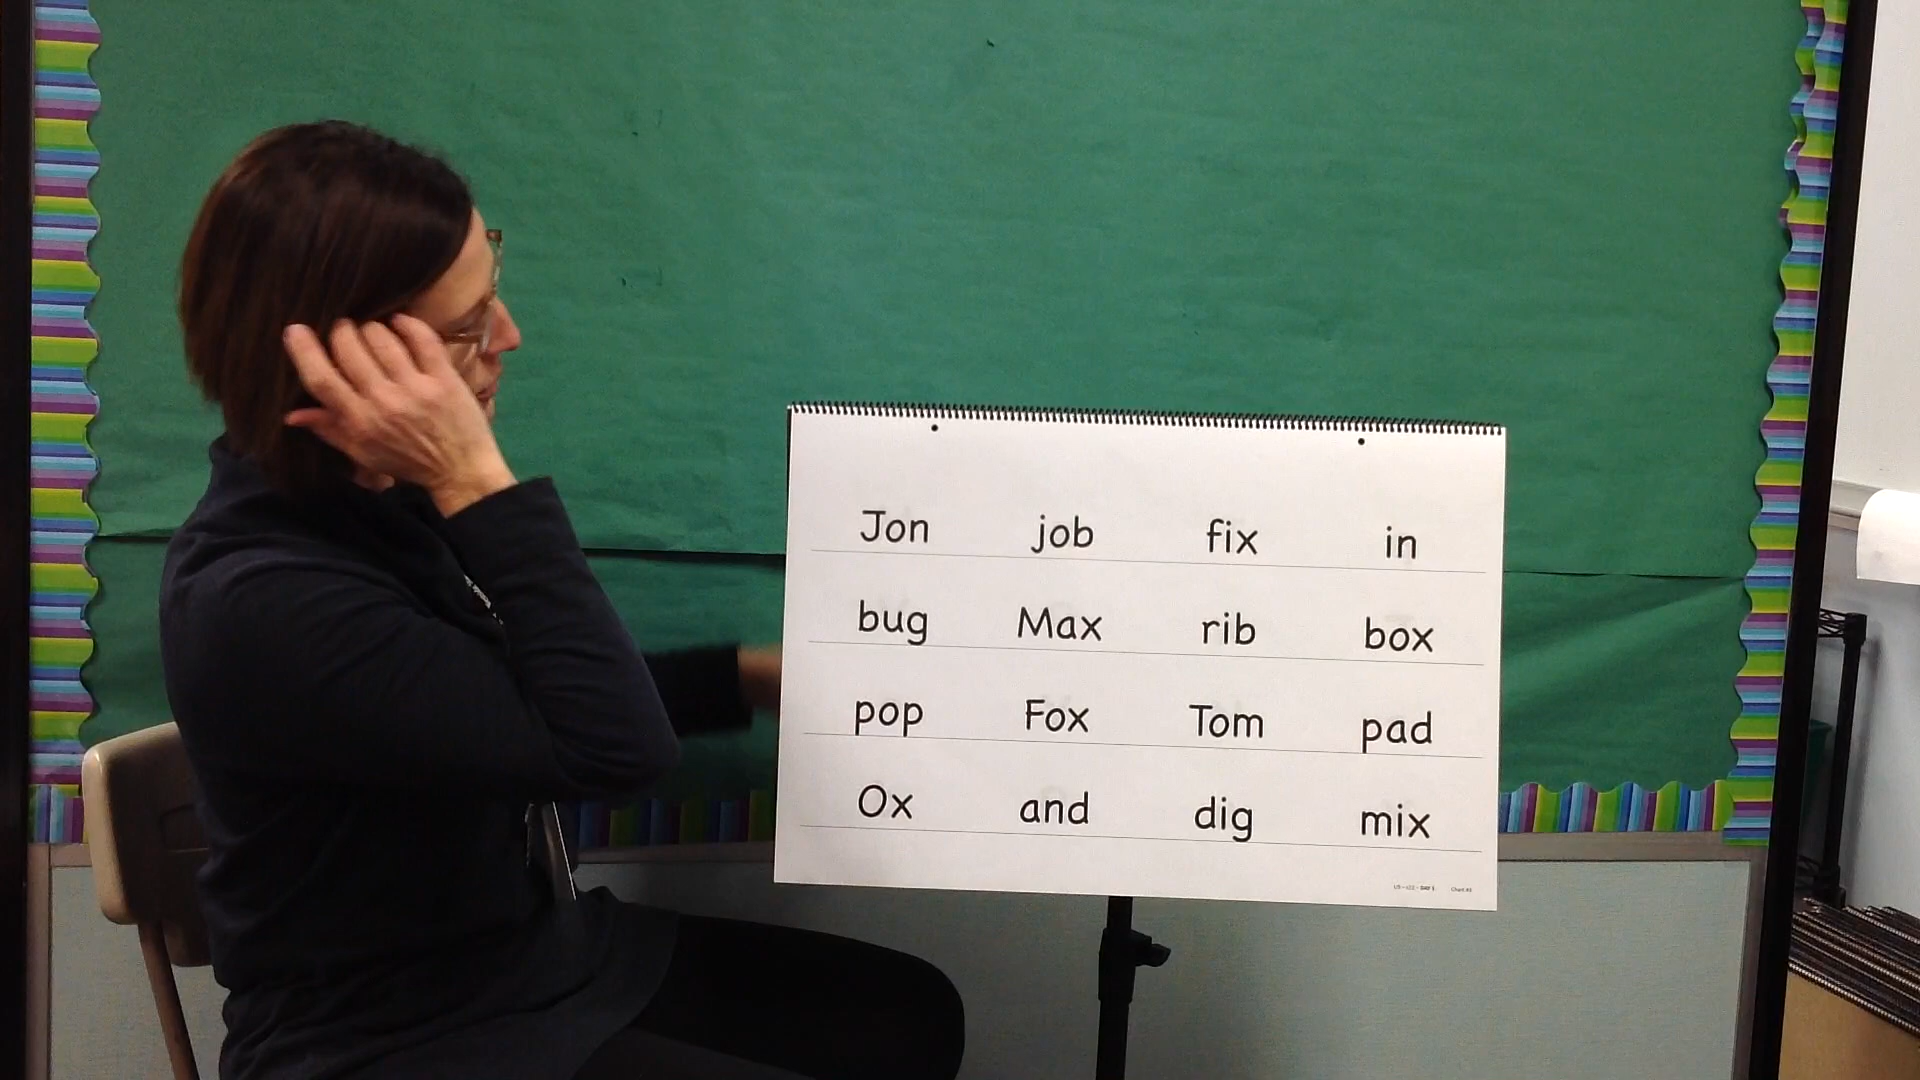 Jon job fix in
bug Max rib box
pop Fox Tom pad
Ox and dig mix